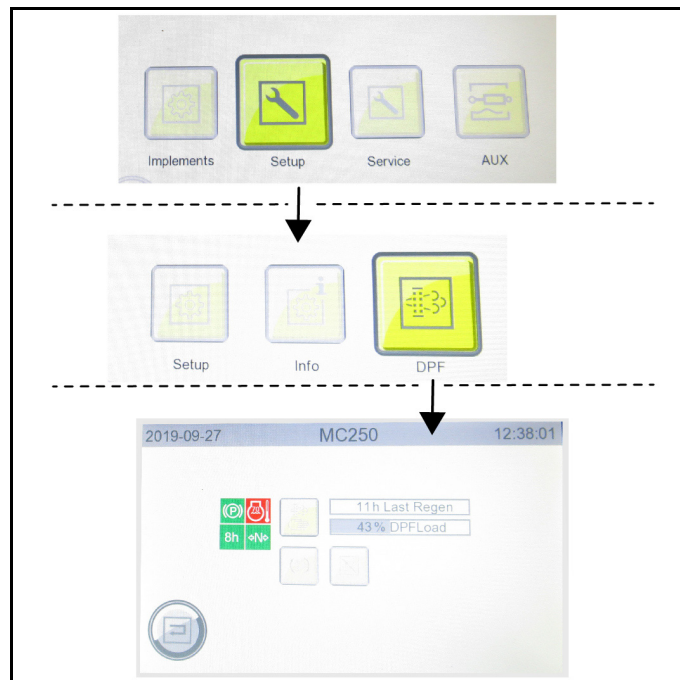 Implements Setup Service AUX
Setup Info DPF
2019-09-27 MC250 12:38:01
(P)
11h Last Regen
8h N 43% DPFLoad